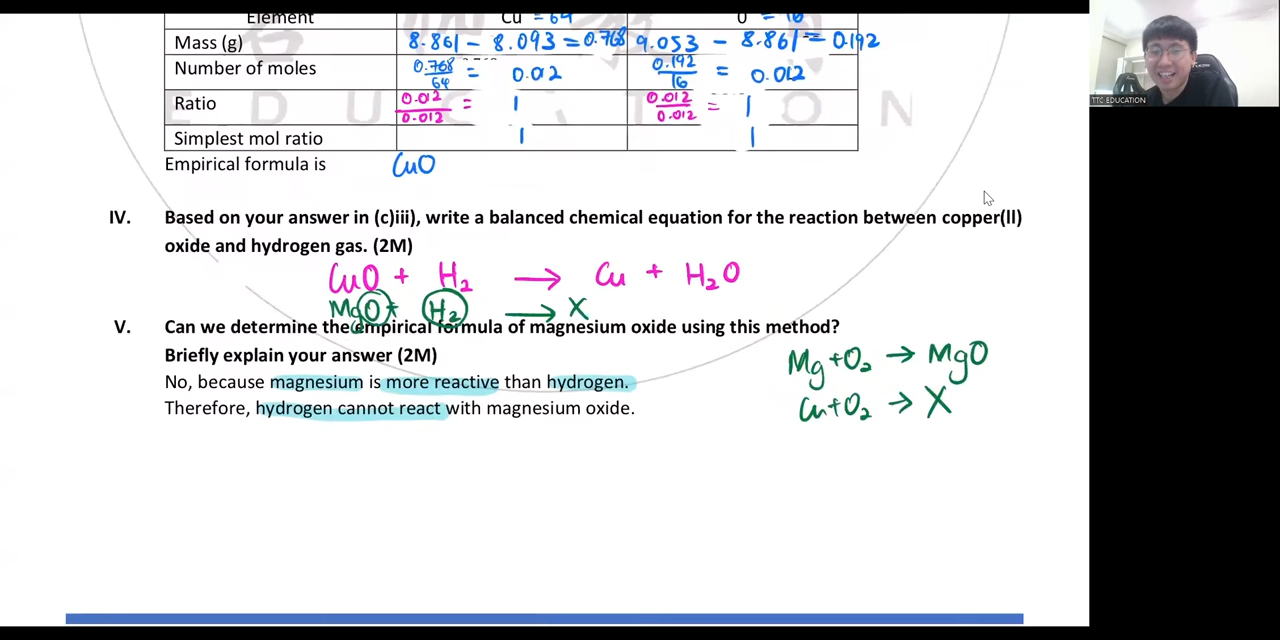 Element Cu = 64 O = 16
Mass (g) 8.861 - 8.093 = 0.768 9.053 - 8.861 = 0.192
Number of moles 0.768/64 = 0.012 0.192/16 = 0.012
Ratio 0.012/0.012 = 1 0.012/0.012 = 1
Simplest mol ratio 1 1
Empirical formula is CuO
IV. Based on your answer in (c)iii), write a balanced chemical equation for the reaction between copper(ll)
oxide and hydrogen gas. (2M)
CuO + H₂ → Cu + H₂O
MgO + H₂ → X
V. Can we determine the empirical formula of magnesium oxide using this method?
Briefly explain your answer (2M)
No, because magnesium is more reactive than hydrogen.
Therefore, hydrogen cannot react with magnesium oxide.
Mg + O₂ → MgO
Cu + O₂ → X
EDUCATION
TTC EDUCATION